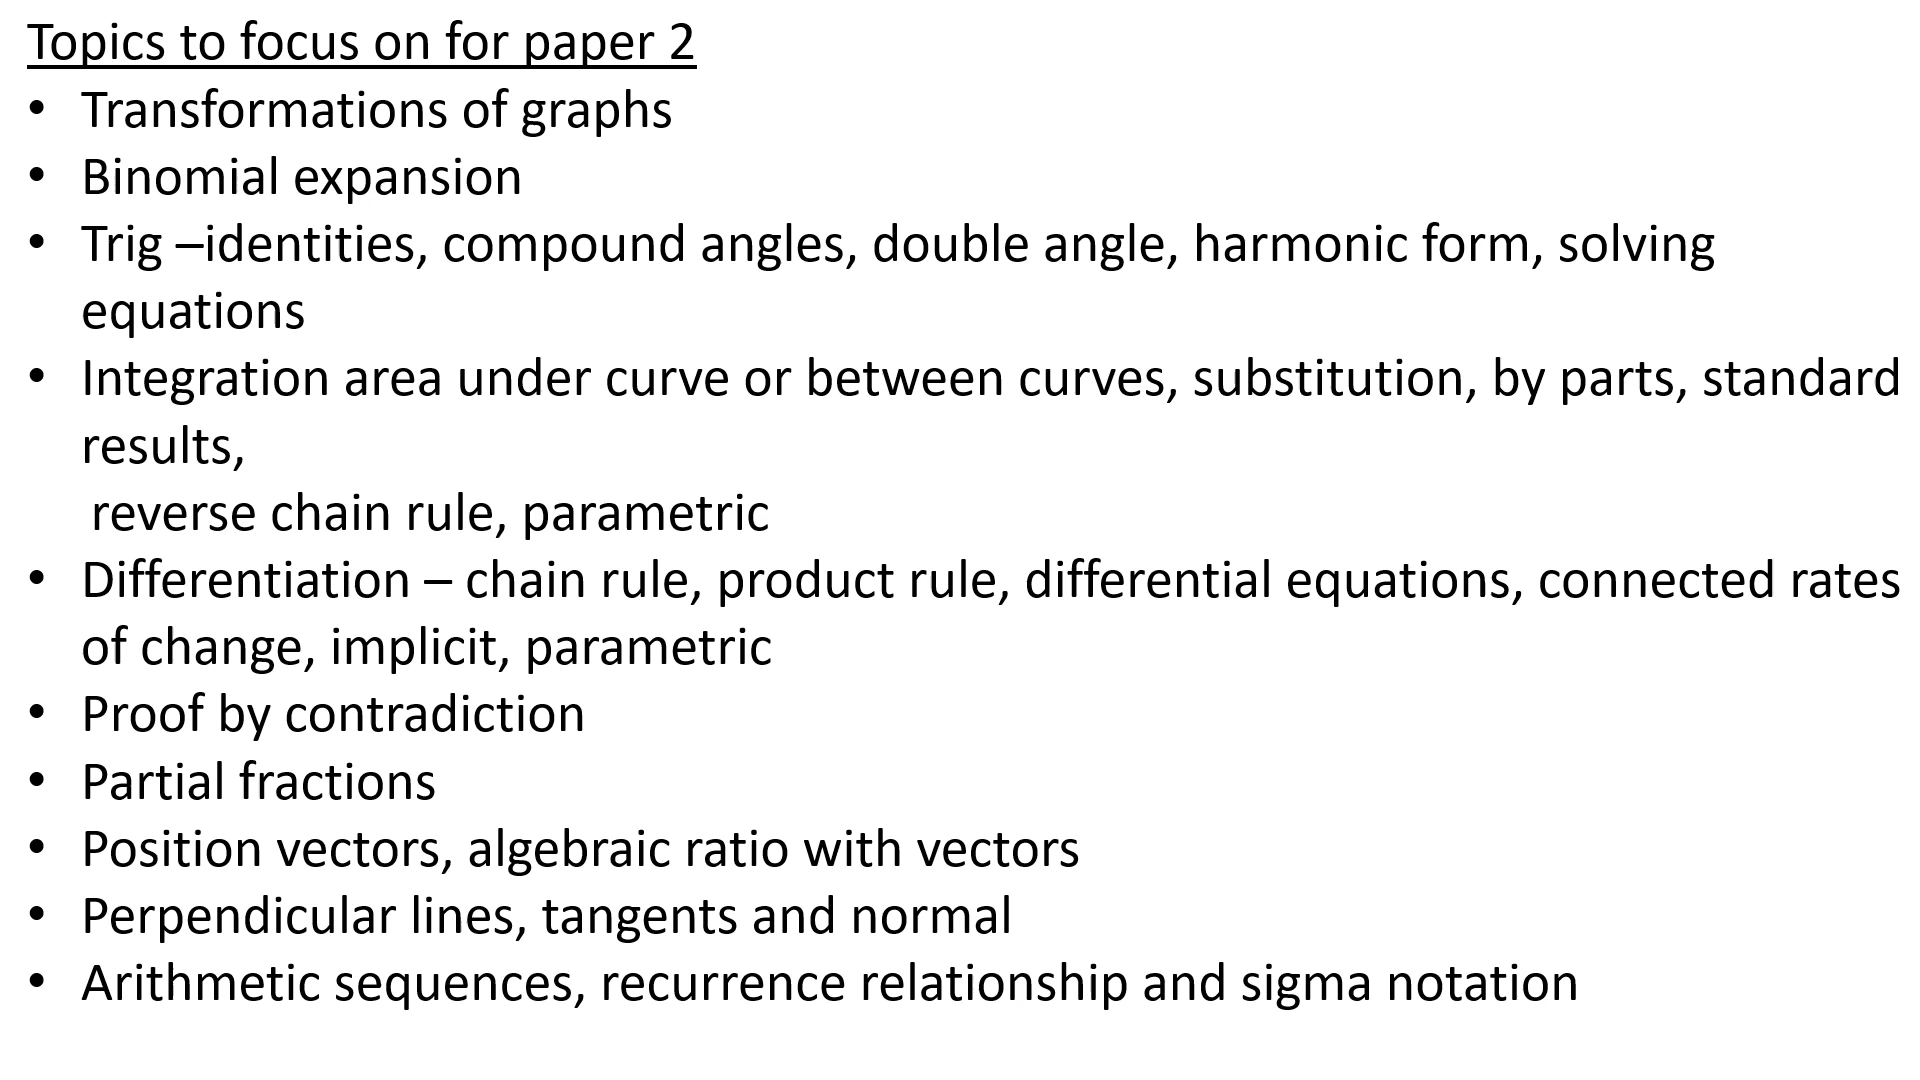 Topics to focus on for paper 2
• Transformations of graphs
• Binomial expansion
• Trig –identities, compound angles, double angle, harmonic form, solving
equations
• Integration area under curve or between curves, substitution, by parts, standard
results,
reverse chain rule, parametric
• Differentiation – chain rule, product rule, differential equations, connected rates
of change, implicit, parametric
• Proof by contradiction
• Partial fractions
• Position vectors, algebraic ratio with vectors
• Perpendicular lines, tangents and normal
• Arithmetic sequences, recurrence relationship and sigma notation